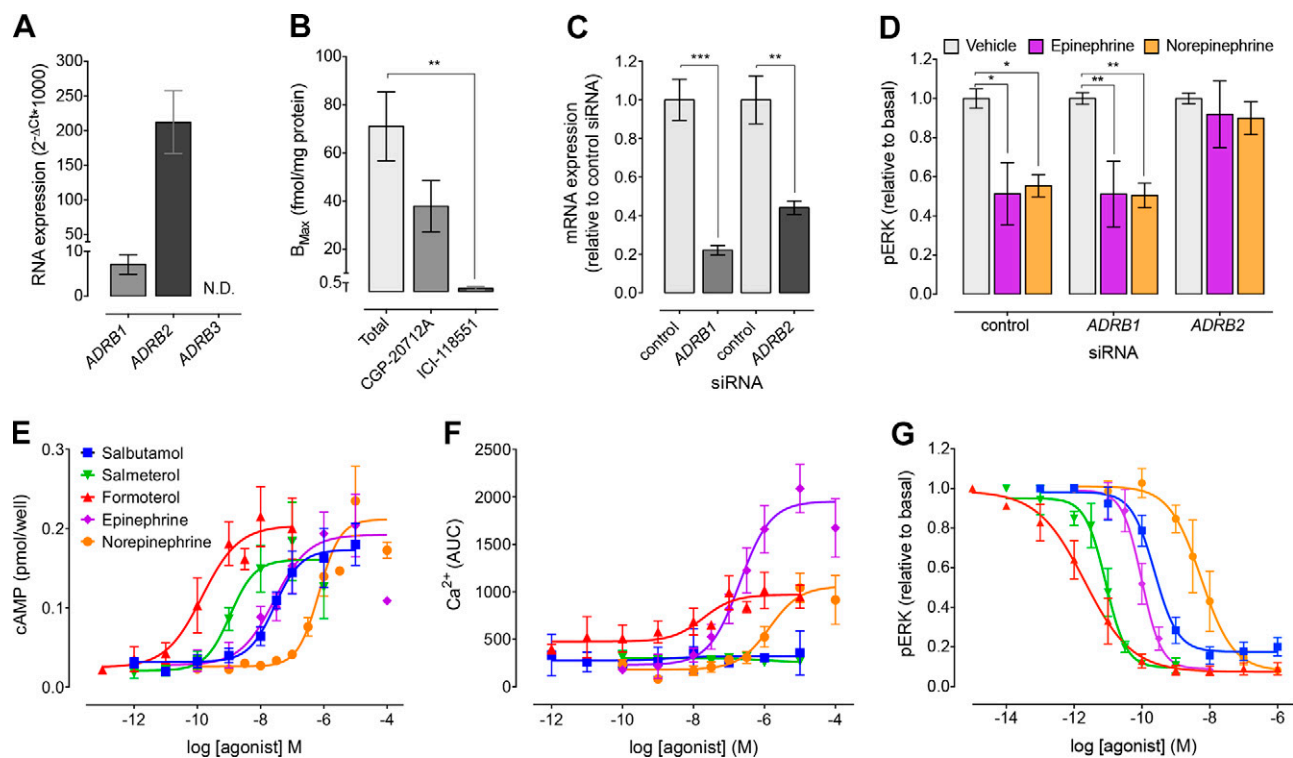 A
RNA expression (2^-ΔCt*1000)
300
250
200
150
100
50
10
0
N.D.
ADRB1
ADRB2
ADRB3
B
B_Max (fmol/mg protein)
100
80
60
40
0.5
**
Total
CGP-20712A
ICI-118551
C
mRNA expression
(relative to control siRNA)
1.2
1.0
0.8
0.6
0.4
0.2
0.0
***
**
control
ADRB1
control
ADRB2
siRNA
D
Vehicle
Epinephrine
Norepinephrine
pERK (relative to basal)
1.2
1.0
0.8
0.6
0.4
0.2
0.0
*
*
**
**
control
ADRB1
ADRB2
siRNA
E
cAMP (pmol/well)
0.3
0.2
0.1
0.0
Salbutamol
Salmeterol
Formoterol
Epinephrine
Norepinephrine
-12 -10 -8 -6 -4
log [agonist] M
F
Ca²⁺ (AUC)
2500
2000
1500
1000
500
0
-12 -10 -8 -6 -4
log [agonist] (M)
G
pERK (relative to basal)
1.2
1.0
0.8
0.6
0.4
0.2
0.0
-14 -12 -10 -8 -6
log [agonist] (M)